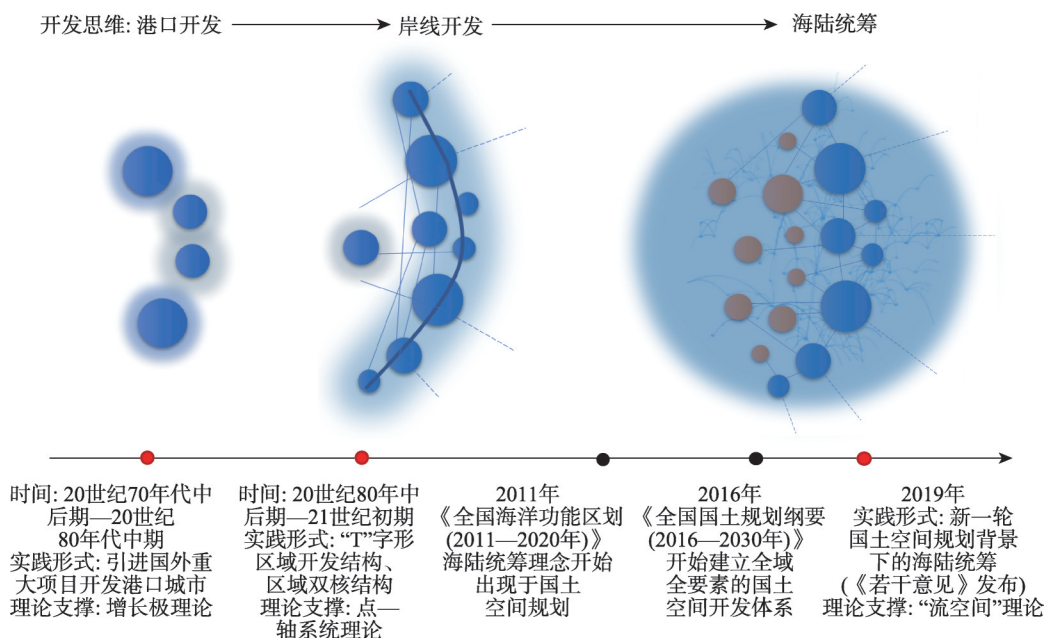 开发思维: 港口开发
岸线开发
海陆统筹
时间: 20世纪70年代中
后期—20世纪
80年代中期
实践形式: 引进国外重
大项目开发港口城市
理论支撑: 增长极理论
时间: 20世纪80年中
后期—21世纪初期
实践形式: “T”字形
区域开发结构、
区域双核结构
理论支撑: 点—
轴系统理论
2011年
《全国海洋功能区划
(2011—2020年)》
海陆统筹理念开始
出现于国土
空间规划
2016年
《全国国土规划纲要
(2016—2030年)》
开始建立全域
全要素的国土
空间开发体系
2019年
实践形式: 新一轮
国土空间规划背景
下的海陆统筹
(《若干意见》发布)
理论支撑: “流空间”理论